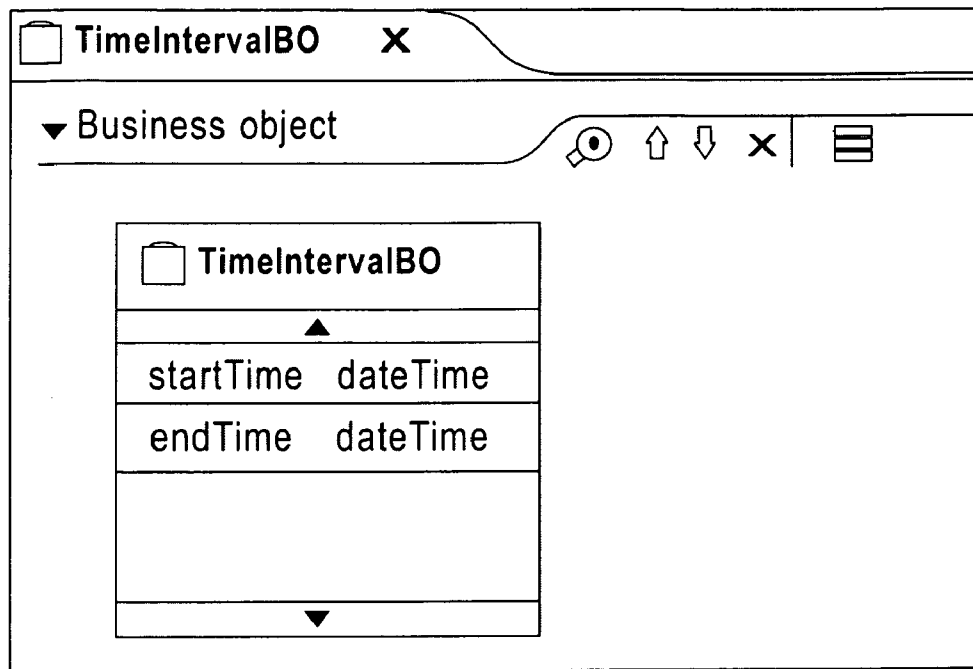 TimeIntervalBO X
Business object
TimeIntervalBO
startTime dateTime
endTime dateTime